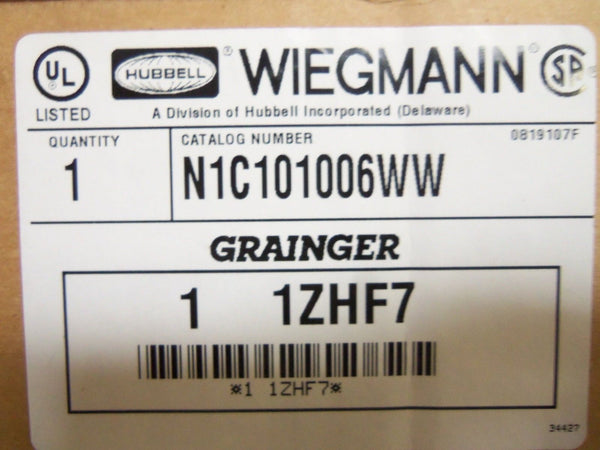 UL HUBBELL ® WIEGMANN ® SP ®
LISTED A Division of Hubbell Incorporated (Delaware)
QUANTITY CATALOG NUMBER 0819107F
1 N1C101006WW
GRAINGER
1 1ZHF7
*1 1ZHF7*
34427